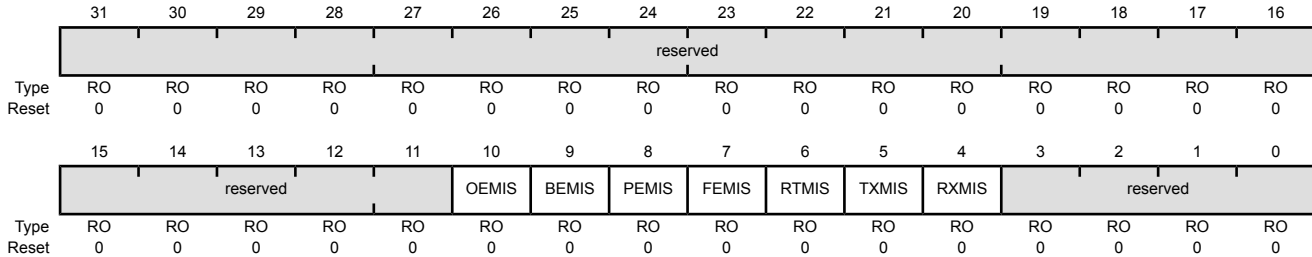 31 30 29 28 27 26 25 24 23 22 21 20 19 18 17 16
reserved
Type RO RO RO RO RO RO RO RO RO RO RO RO RO RO RO RO
Reset 0 0 0 0 0 0 0 0 0 0 0 0 0 0 0 0
15 14 13 12 11 10 9 8 7 6 5 4 3 2 1 0
reserved OEMIS BEMIS PEMIS FEMIS RTMIS TXMIS RXMIS reserved
Type RO RO RO RO RO RO RO RO RO RO RO RO RO RO RO RO
Reset 0 0 0 0 0 0 0 0 0 0 0 0 0 0 0 0